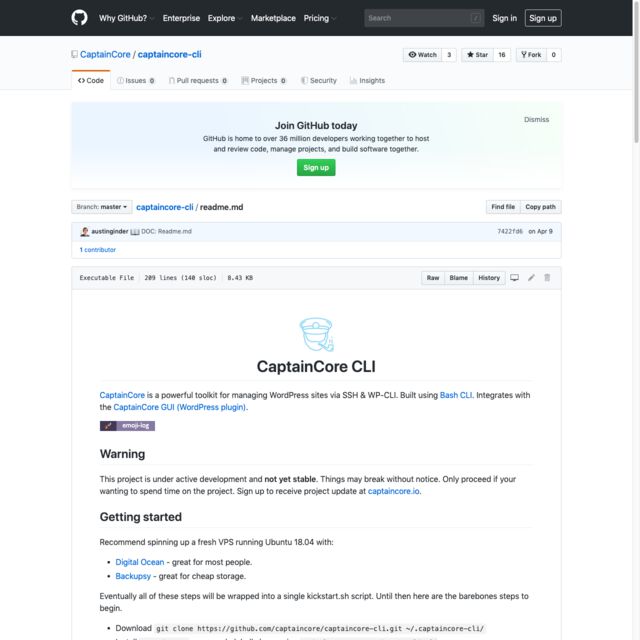 Why GitHub? Enterprise Explore Marketplace Pricing Search / Sign in Sign up
CaptainCore / captaincore-cli Watch 3 Star 16 Fork 0
Code Issues 0 Pull requests 0 Projects 0 Security Insights
Dismiss
Join GitHub today
GitHub is home to over 36 million developers working together to host
and review code, manage projects, and build software together.
Sign up
Branch: master captaincore-cli / readme.md Find file Copy path
austinginder 📖 DOC: Readme.md 7422fd6 on Apr 9
1 contributor
Executable File 209 lines (140 sloc) 8.43 KB Raw Blame History
CaptainCore CLI
CaptainCore is a powerful toolkit for managing WordPress sites via SSH & WP-CLI. Built using Bash CLI. Integrates with
the CaptainCore GUI (WordPress plugin).
emoji-log
Warning
This project is under active development and not yet stable. Things may break without notice. Only proceed if your
wanting to spend time on the project. Sign up to receive project update at captaincore.io.
Getting started
Recommend spinning up a fresh VPS running Ubuntu 18.04 with:
• Digital Ocean - great for most people.
• Backupsy - great for cheap storage.
Eventually all of these steps will be wrapped into a single kickstart.sh script. Until then here are the barebones steps to
begin.
• Download git clone https://github.com/captaincore/captaincore-cli.git ~/.captaincore-cli/